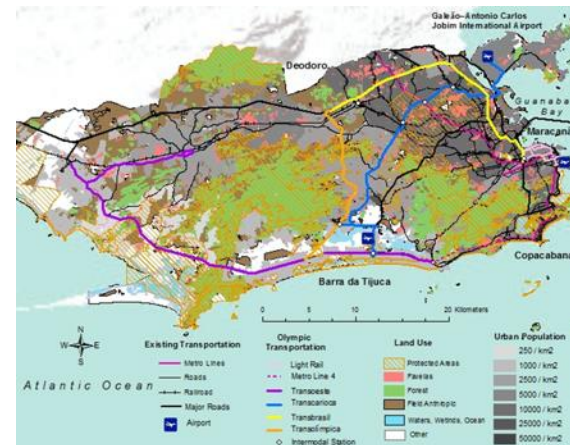 Galeão–Antonio Carlos
Jobim International Airport
Deodoro
Guanabara
Bay
Maracanã
Copacabana
Barra da Tijuca
0 5 10 20 Kilometers
N
W E
S
Atlantic Ocean
Existing Transportation
Metro Lines
Roads
Railroad
Major Roads
Airport
Olympic
Transportation
Light Rail
Metro Line 4
Transoeste
Transcarioca
Transbrasil
Transolímpica
Intermodal Station
Land Use
Protected Areas
Favelas
Forest
Field Anthropic
Waters, Wetlnds, Ocean
Other
Urban Population
250 / km2
1000 / km2
2500 / km2
5000 / km2
10000 / km2
25000 / km2
50000 / km2